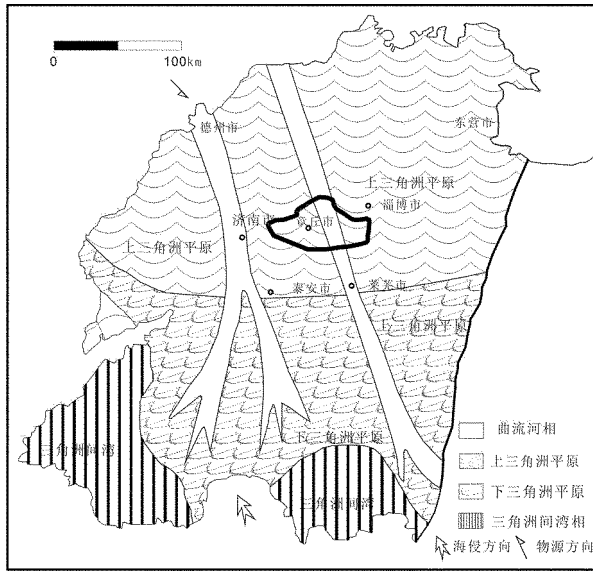 0 100km
德州市
东营市
上三角洲平原
淄博市
济南市
章丘市
上三角洲平原
泰安市
莱芜市
上三角洲平原
下三角洲平原
三角洲间湾
三角洲间湾
曲流河相
上三角洲平原
下三角洲平原
三角洲间湾相
海侵方向
物源方向